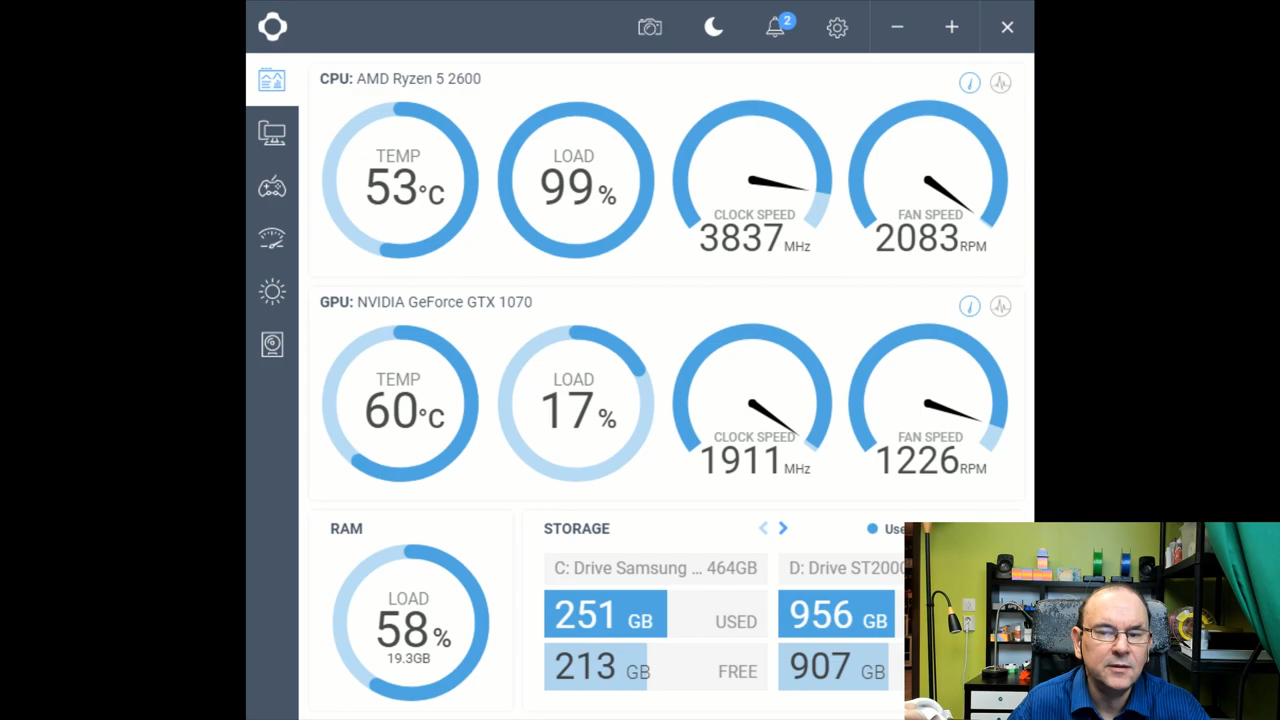 2
CPU: AMD Ryzen 5 2600
TEMP
53°C
LOAD
99%
CLOCK SPEED
3837 MHz
FAN SPEED
2083 RPM
GPU: NVIDIA GeForce GTX 1070
TEMP
60°C
LOAD
17%
CLOCK SPEED
1911 MHz
FAN SPEED
1226 RPM
RAM
LOAD
58%
19.3GB
STORAGE
Use
C: Drive Samsung ... 464GB
251 GB USED
213 GB FREE
D: Drive ST2000
956 GB
907 GB